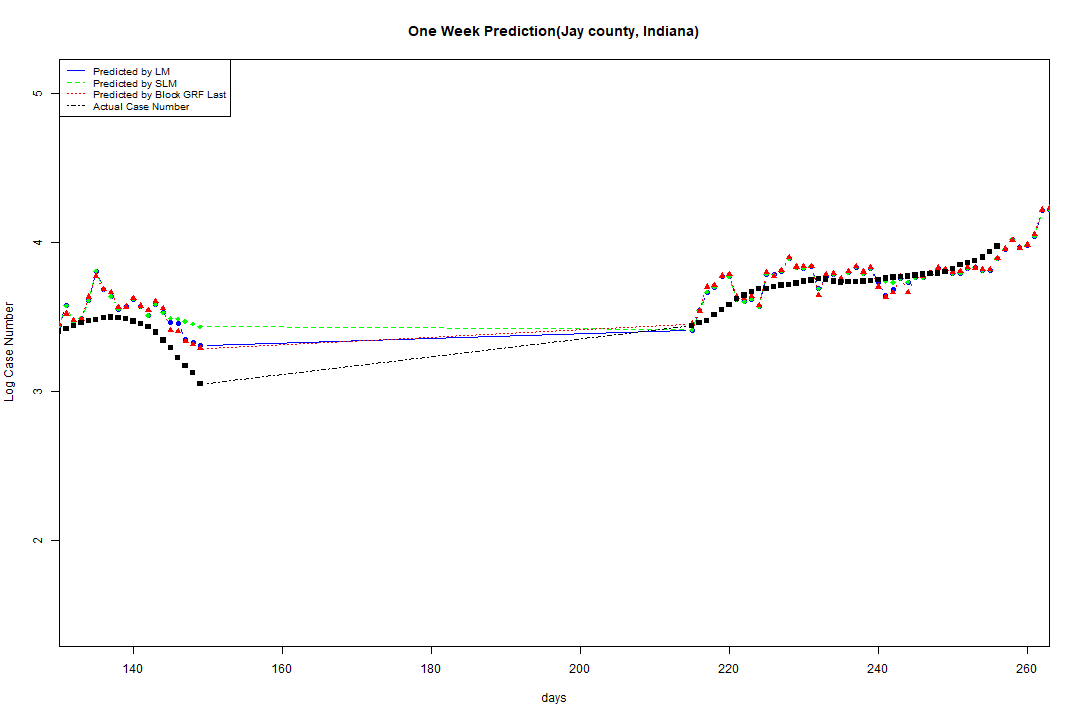 One Week Prediction(Jay county, Indiana)
Predicted by LM
Predicted by SLM
Predicted by Block GRF Last
Actual Case Number
5
4
3
2
Log Case Number
140 160 180 200 220 240 260
days